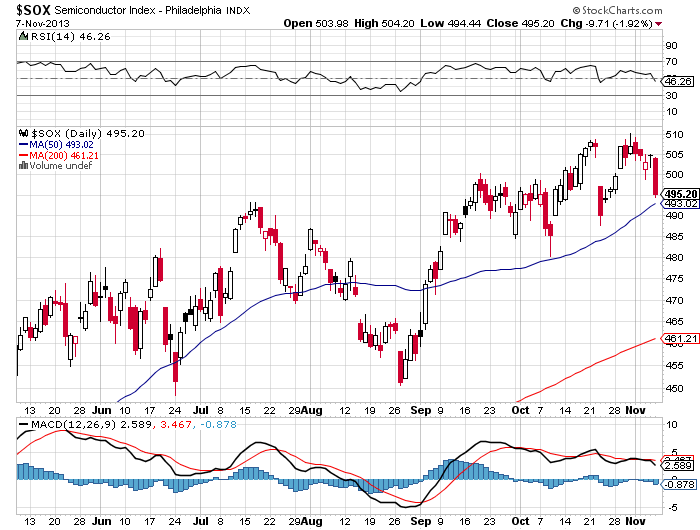 $SOX Semiconductor Index - Philadelphia INDX
© StockCharts.com
7-Nov-2013
Open 503.98 High 504.20 Low 494.44 Close 495.20 Chg -9.71 (-1.92%)
RSI(14) 46.26
90
70
46.26
30
10
$SOX (Daily) 495.20
MA(50) 493.02
MA(200) 461.21
Volume undef
510
505
500
495.20
493.02
490
485
480
475
470
465
461.21
455
450
13 20 28 Jun 10 17 24 Jul 8 15 22 29 Aug 12 19 26 Sep 9 16 23 Oct 7 14 21 28 Nov
MACD(12,26,9) 2.589, 3.467, -0.878
10
5
2.589
-0.878
-5
13 20 28 Jun 10 17 24 Jul 8 15 22 29 Aug 12 19 26 Sep 9 16 23 Oct 7 14 21 28 Nov